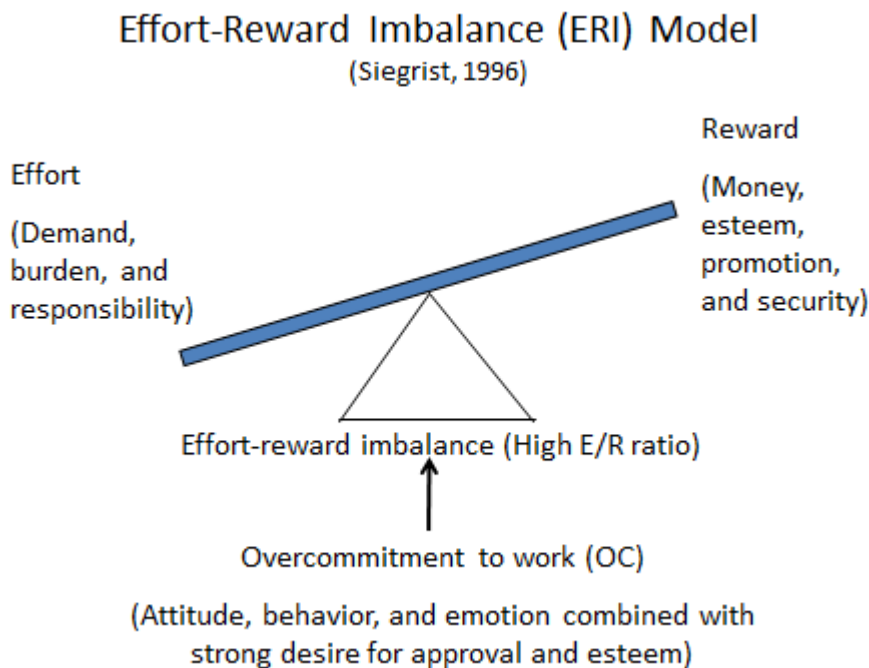 Effort-Reward Imbalance (ERI) Model
(Siegrist, 1996)
Effort
(Demand,
burden, and
responsibility)
Reward
(Money,
esteem,
promotion,
and security)
Effort-reward imbalance (High E/R ratio)
Overcommitment to work (OC)
(Attitude, behavior, and emotion combined with
strong desire for approval and esteem)